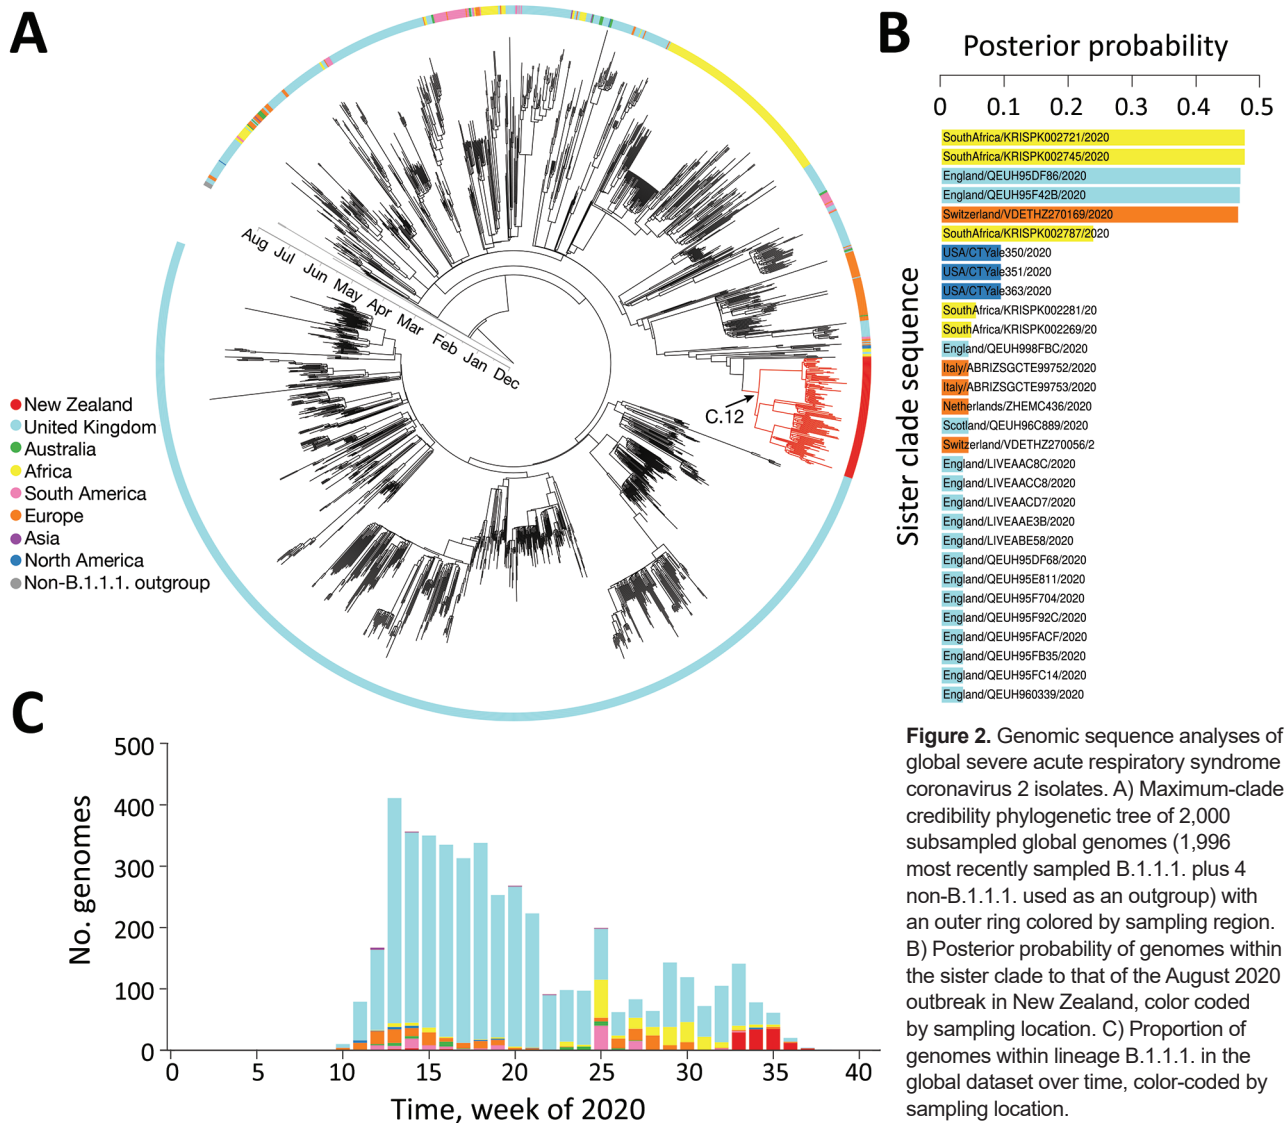 A
B
Posterior probability
0 0.1 0.2 0.3 0.4 0.5
Sister clade sequence
SouthAfrica/KRISPK002721/2020
SouthAfrica/KRISPK002745/2020
England/QEUH95DF86/2020
England/QEUH95F42B/2020
Switzerland/VDETHZ270169/2020
SouthAfrica/KRISPK002787/2020
USA/CTYale350/2020
USA/CTYale351/2020
USA/CTYale363/2020
SouthAfrica/KRISPK002281/20
SouthAfrica/KRISPK002269/20
England/QEUH998FBC/2020
Italy/ABRIZSGCTE99752/2020
Italy/ABRIZSGCTE99753/2020
Netherlands/ZHEMC436/2020
Scotland/QEUH96C889/2020
Switzerland/VDETHZ270056/2
England/LIVEAAC8C/2020
England/LIVEAACC8/2020
England/LIVEAACD7/2020
England/LIVEAAE3B/2020
England/LIVEABE58/2020
England/QEUH95DF68/2020
England/QEUH95E811/2020
England/QEUH95F704/2020
England/QEUH95F92C/2020
England/QEUH95FACF/2020
England/QEUH95FB35/2020
England/QEUH95FC14/2020
England/QEUH960339/2020
Aug Jul Jun May Apr Mar Feb Jan Dec
C.12
New Zealand
United Kingdom
Australia
Africa
South America
Europe
Asia
North America
Non-B.1.1.1. outgroup
C
No. genomes
500
400
300
200
100
0
0 5 10 15 20 25 30 35 40
Time, week of 2020
Figure 2. Genomic sequence analyses of
global severe acute respiratory syndrome
coronavirus 2 isolates. A) Maximum-clade
credibility phylogenetic tree of 2,000
subsampled global genomes (1,996
most recently sampled B.1.1.1. plus 4
non-B.1.1.1. used as an outgroup) with
an outer ring colored by sampling region.
B) Posterior probability of genomes within
the sister clade to that of the August 2020
outbreak in New Zealand, color coded
by sampling location. C) Proportion of
genomes within lineage B.1.1.1. in the
global dataset over time, color-coded by
sampling location.